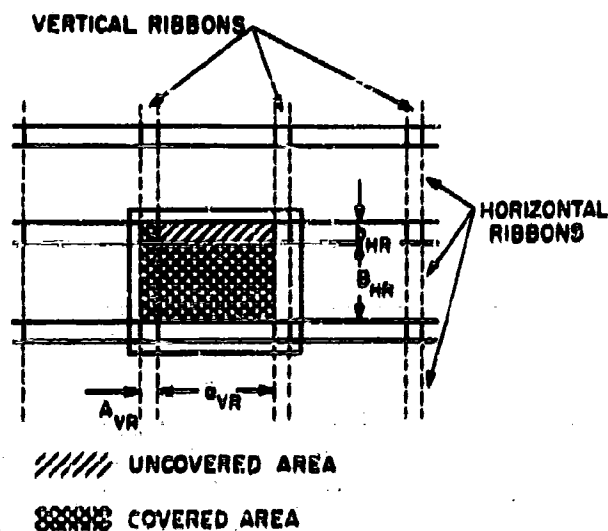 VERTICAL RIBBONS
HORIZONTAL
RIBBONS
b HR
B HR
A VR
a VR
UNCOVERED AREA
COVERED AREA